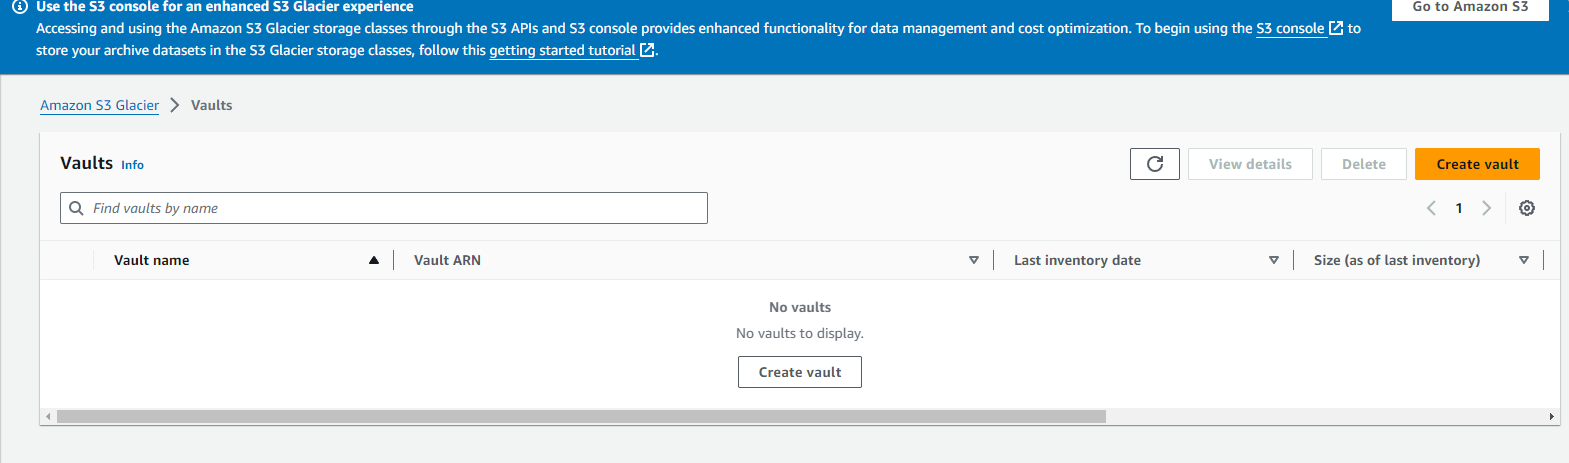 Use the S3 console for an enhanced S3 Glacier experience
Go to Amazon S3
Accessing and using the Amazon S3 Glacier storage classes through the S3 APIs and S3 console provides enhanced functionality for data management and cost optimization. To begin using the S3 console to
store your archive datasets in the S3 Glacier storage classes, follow this getting started tutorial.
Amazon S3 Glacier > Vaults
Vaults Info
View details Delete Create vault
Find vaults by name
1
Vault name Vault ARN Last inventory date Size (as of last inventory)
No vaults
No vaults to display.
Create vault